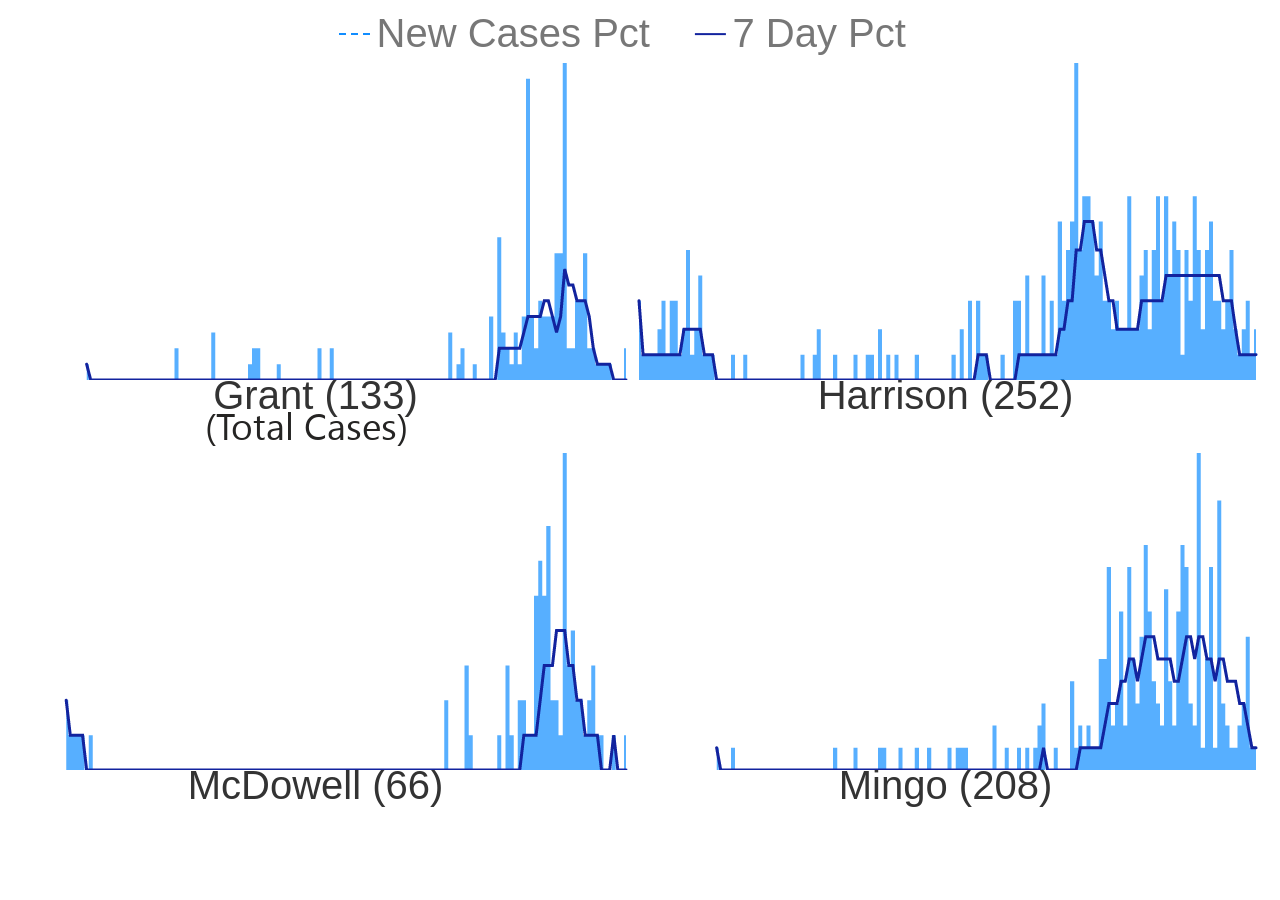 New Cases Pct 7 Day Pct
Grant (133)
(Total Cases)
Harrison (252)
McDowell (66)
Mingo (208)